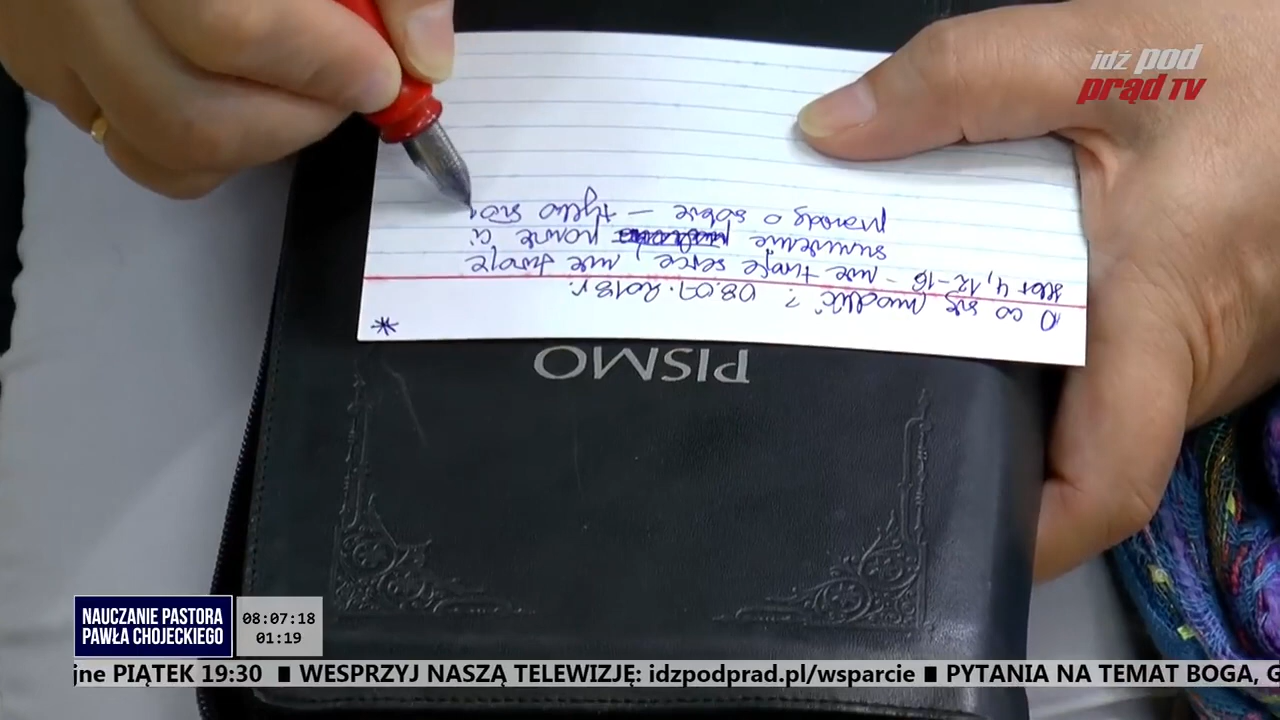 idź pod
prąd TV
*
O co się modlić? 08.07.2018r.
Hebr 4, 12-16 - nie twoje serce, nie twoje
sumienie powie Ci
prawdę o sobie - tylko
PISMO
NAUCZANIE PASTORA
PAWŁA CHOJECKIEGO
08:07:18
01:19
jne PIĄTEK 19:30 ■ WESPRZYJ NASZĄ TELEWIZJĘ: idzpodprad.pl/wsparcie ■ PYTANIA NA TEMAT BOGA, G